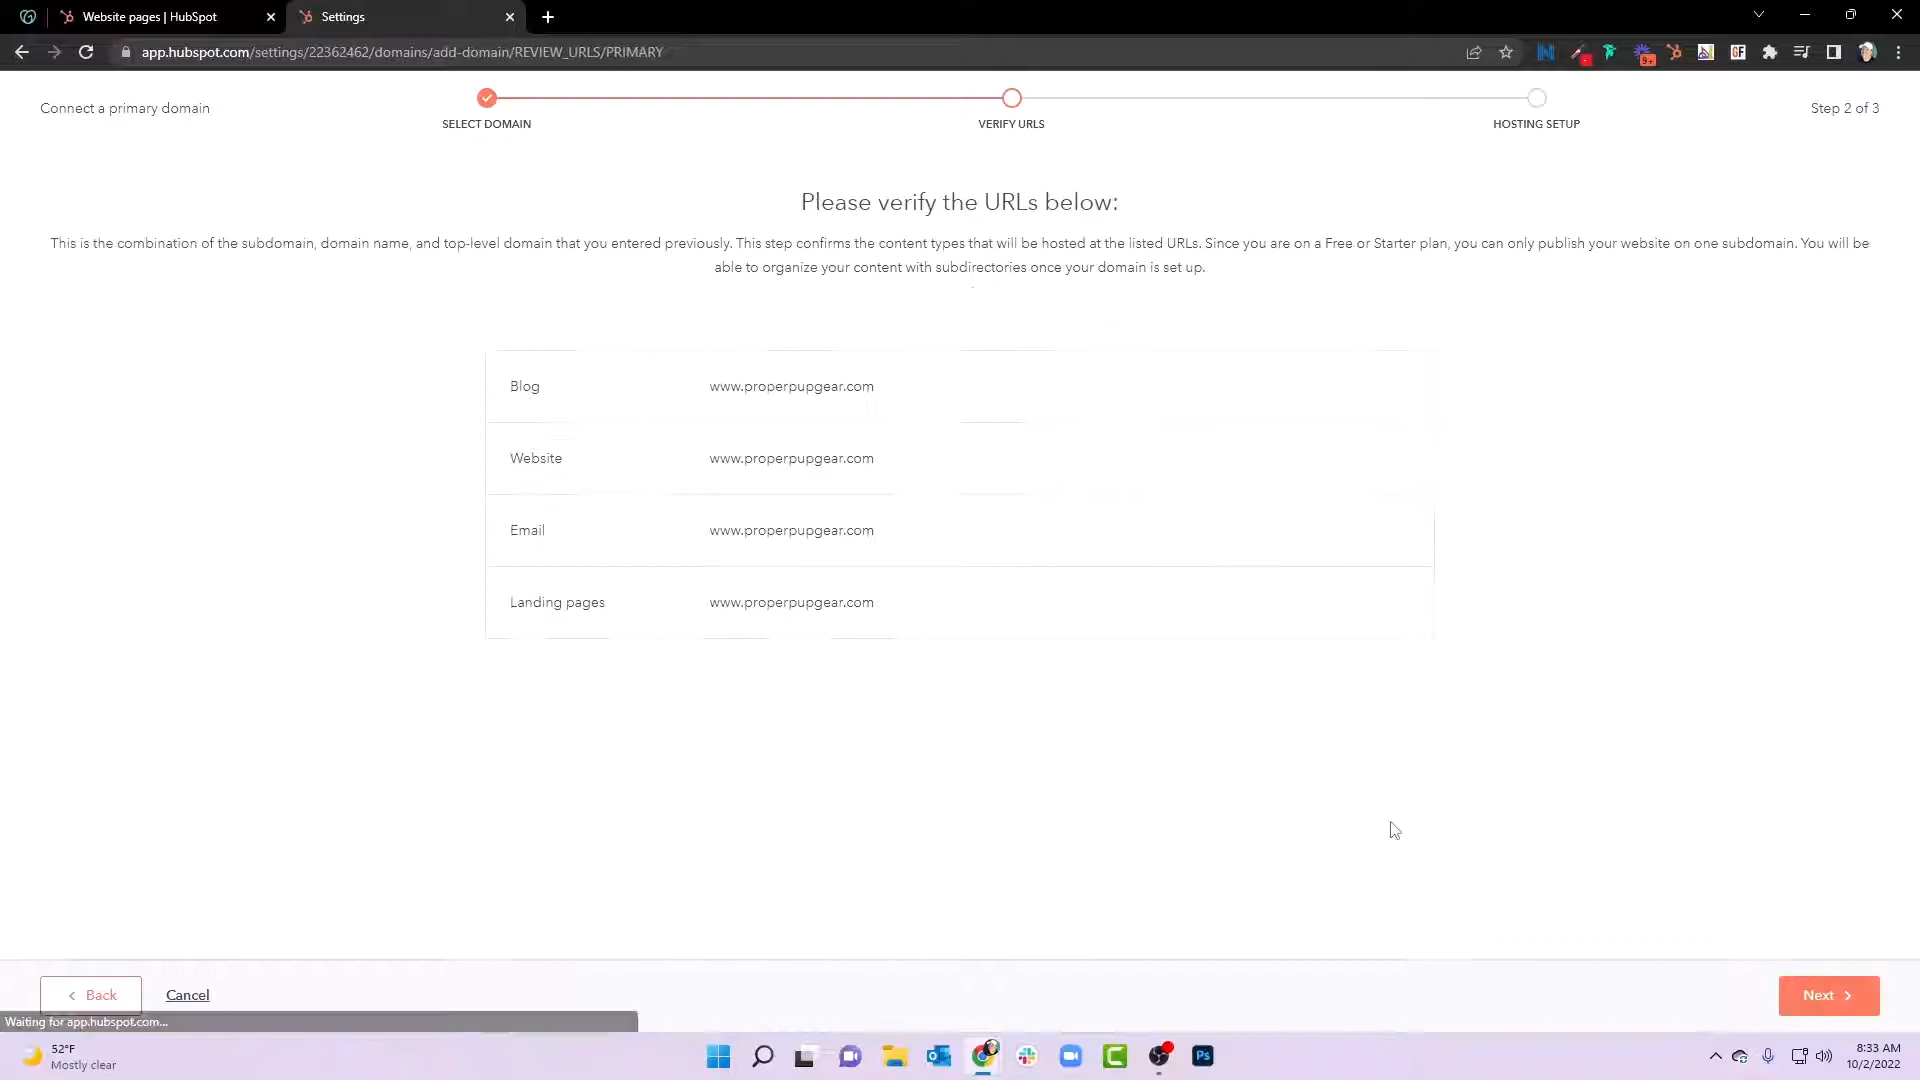 Website pages | HubSpot
Settings
app.hubspot.com/settings/22362462/domains/add-domain/REVIEW_URLS/PRIMARY
9+
GF
Connect a primary domain
SELECT DOMAIN
VERIFY URLS
HOSTING SETUP
Step 2 of 3
Please verify the URLs below:
This is the combination of the subdomain, domain name, and top-level domain that you entered previously. This step confirms the content types that will be hosted at the listed URLs. Since you are on a Free or Starter plan, you can only publish your website on one subdomain. You will be
able to organize your content with subdirectories once your domain is set up.
Blog www.properpupgear.com
Website www.properpupgear.com
Email www.properpupgear.com
Landing pages www.properpupgear.com
Back
Cancel
Next
Waiting for app.hubspot.com...
52°F
Mostly clear
Ps
8:33 AM
10/2/2022